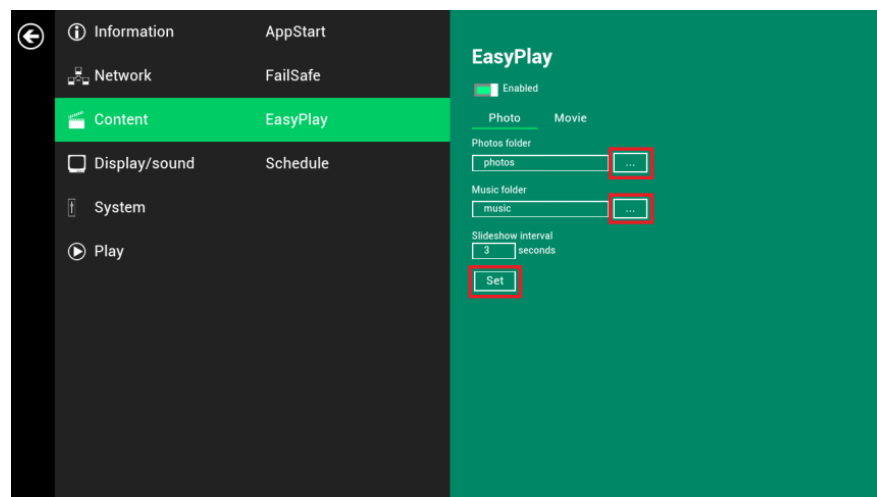 Information
Network
Content
Display/sound
System
Play
AppStart
FailSafe
EasyPlay
Schedule
EasyPlay
Enabled
Photo Movie
Photos folder
photos ...
Music folder
music ...
Slideshow interval
3 seconds
Set